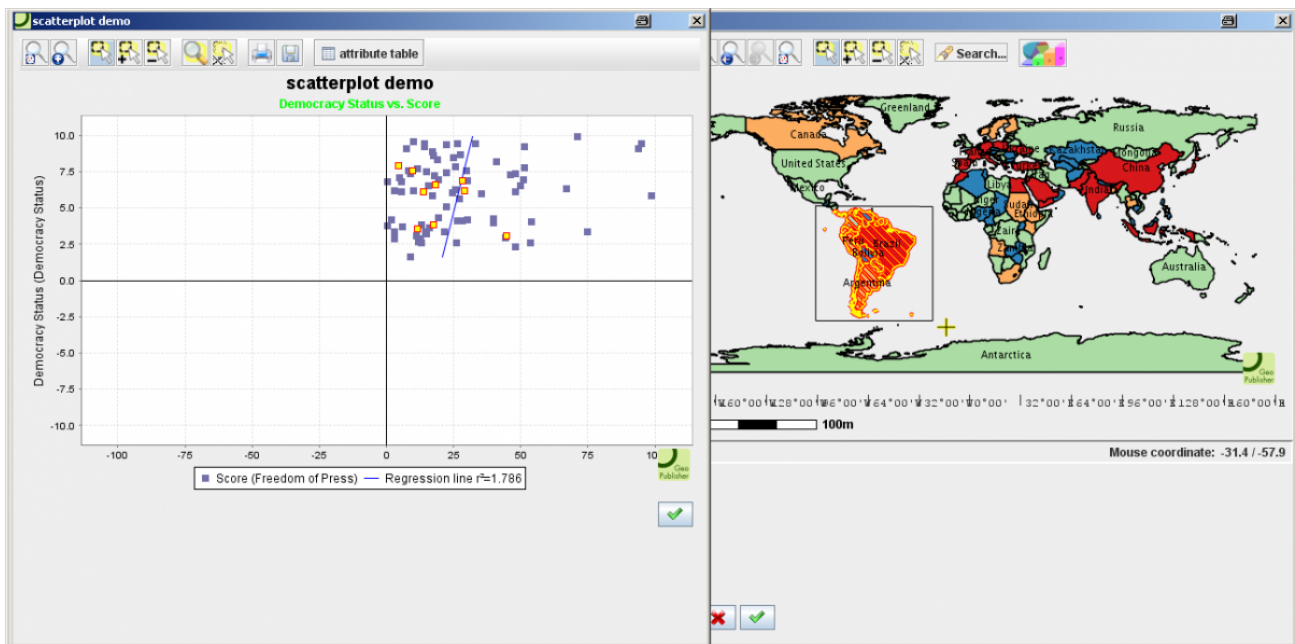 scatterplot demo
attribute table
scatterplot demo
Democracy Status vs. Score
Democracy Status (Democracy Status)
10.0
7.5
5.0
2.5
0.0
-2.5
-5.0
-7.5
-10.0
-100
-75
-50
-25
0
25
50
75
Score (Freedom of Press)
Regression line r²=1.786
Geo
Publisher
Search...
Greenland
Russia
Canada
Kazakhstan
Mongol
United States
China
Mexico
Libya
India
Niger
Sudan
Ethiopia
Zaire
Peru
Brazil
Bolivia
Australia
Argentina
Antarctica
Geo
Publisher
100m
Mouse coordinate: -31.4 / -57.9